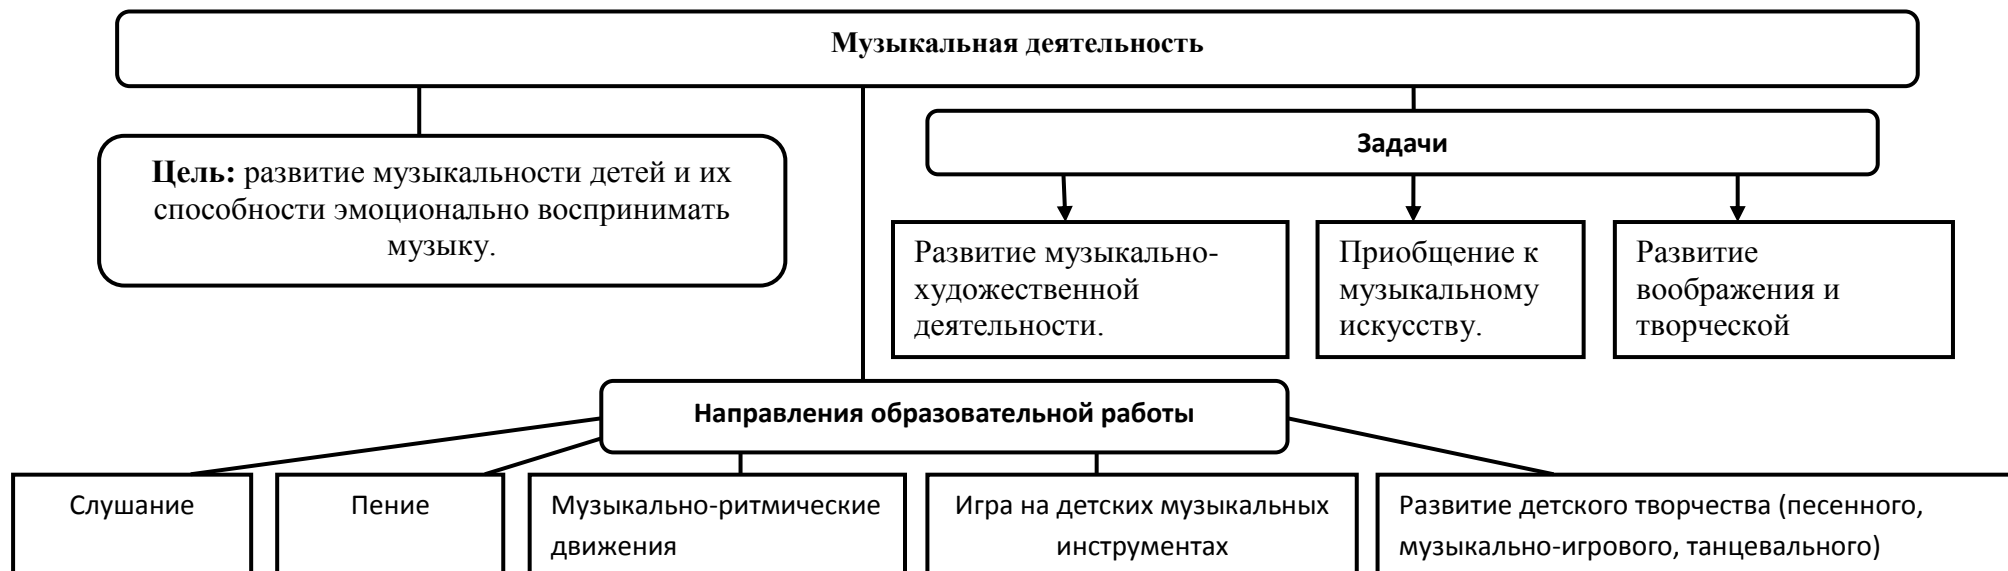 Музыкальная деятельность
Цель: развитие музыкальности детей и их
способности эмоционально воспринимать
музыку.
Задачи
Развитие музыкально-
художественной
деятельности.
Приобщение к
музыкальному
искусству.
Развитие
воображения и
творческой
Направления образовательной работы
Слушание
Пение
Музыкально-ритмические
движения
Игра на детских музыкальных
инструментах
Развитие детского творчества (песенного,
музыкально-игрового, танцевального)